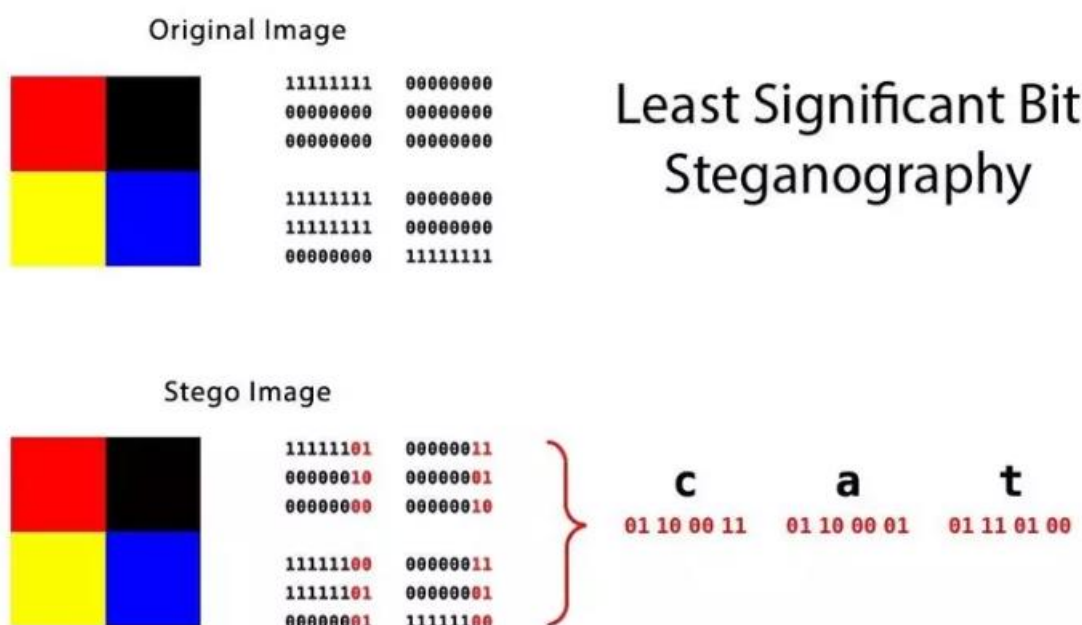 Original Image
11111111 00000000
00000000 00000000
00000000 00000000
11111111 00000000
11111111 00000000
00000000 11111111
Least Significant Bit
Steganography
Stego Image
11111101 00000011
00000010 00000001
00000000 00000010
11111100 00000011
11111101 00000001
00000001 11111100
c a t
01 10 00 11 01 10 00 01 01 11 01 00